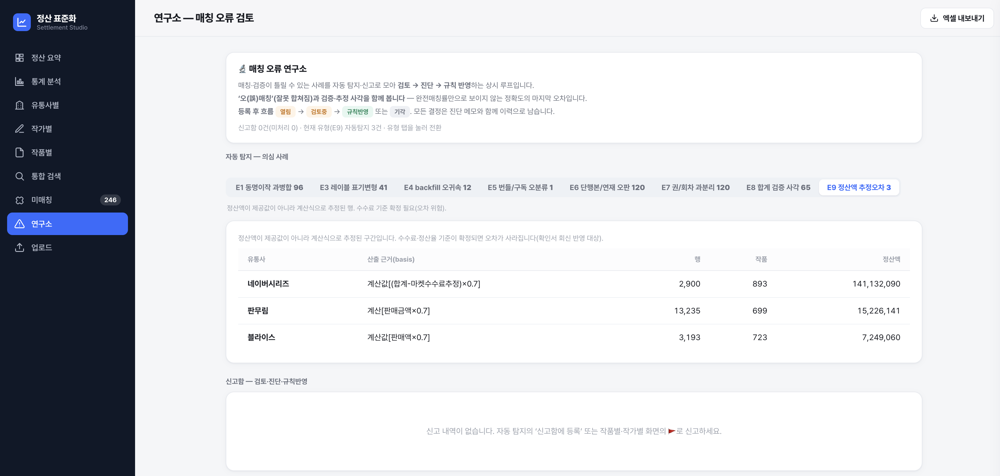 정산 표준화
Settlement Studio
정산 요약
통계 분석
유통사별
작가별
작품별
통합 검색
미매칭 246
연구소
업로드
연구소 — 매칭 오류 검토
엑셀 내보내기
🔬 매칭 오류 연구소
매칭·검증이 틀릴 수 있는 사례를 자동 탐지·신고로 모아 검토 → 진단 → 규칙 반영하는 상시 루프입니다.
‘오(誤)매칭’(잘못 합쳐짐)과 검증·추정 사각을 함께 봅니다 — 완전매칭률만으로 보이지 않는 정확도의 마지막 오차입니다.
등록 후 흐름 열림 → 검토중 → 규칙반영 또는 기각. 모든 결정은 진단 메모와 함께 이력으로 남습니다.
신고함 0건(미처리 0) · 현재 유형(E9) 자동탐지 3건 · 유형 탭을 눌러 전환
자동 탐지 — 의심 사례
E1 동명이작 과병합 96 E3 레이블 표기변형 41 E4 backfill 오귀속 12 E5 번들/구독 오분류 1 E6 단행본/연재 오판 120 E7 권/회차 과분리 120 E8 합계 검증 사각 65 E9 정산액 추정오차 3
정산액이 제공값이 아니라 계산식으로 추정된 행. 수수료 기준 확정 필요(오차 위험).
정산액이 제공값이 아니라 계산식으로 추정된 구간입니다. 수수료·정산율 기준이 확정되면 오차가 사라집니다(확인서 회신 반영 대상).
유통사 산출 근거(basis) 행 작품 정산액
네이버시리즈 계산값[(합계-마켓수수료추정)×0.7] 2,900 893 141,132,090
판무림 계산[판매금액×0.7] 13,235 699 15,226,141
블라이스 계산값[판매액×0.7] 3,193 723 7,249,060
신고함 — 검토·진단·규칙반영
신고 내역이 없습니다. 자동 탐지의 ‘신고함에 등록’ 또는 작품별·작가별 화면의 🚩로 신고하세요.